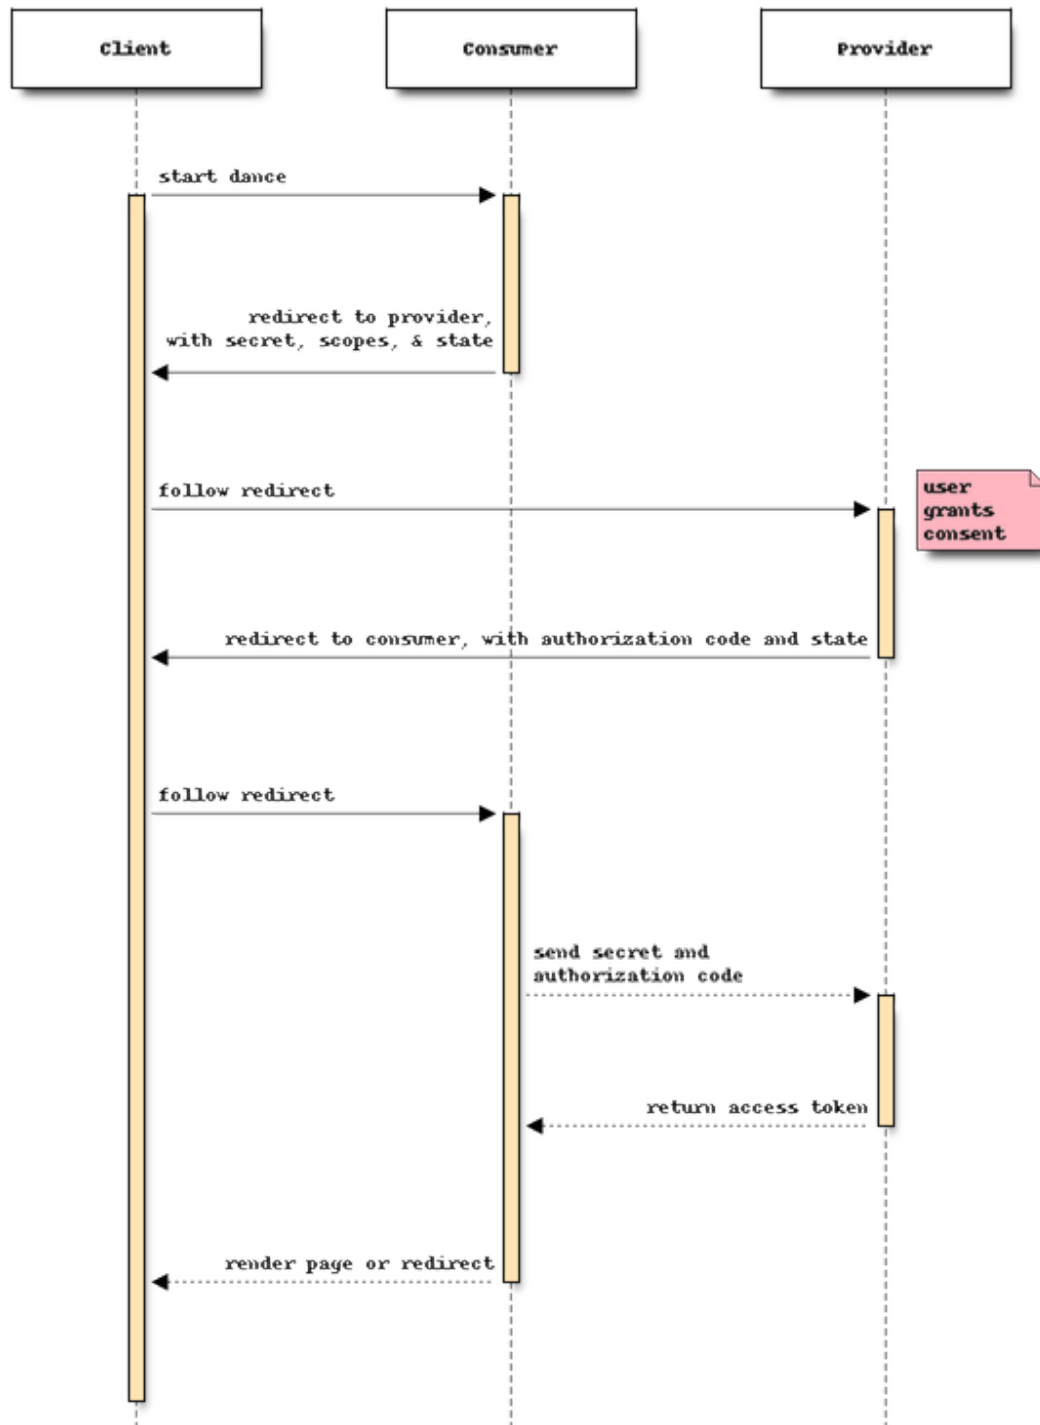 Client
Consumer
Provider
start dance
redirect to provider,
with secret, scopes, & state
follow redirect
user
grants
consent
redirect to consumer, with authorization code and state
follow redirect
send secret and
authorization code
return access token
render page or redirect